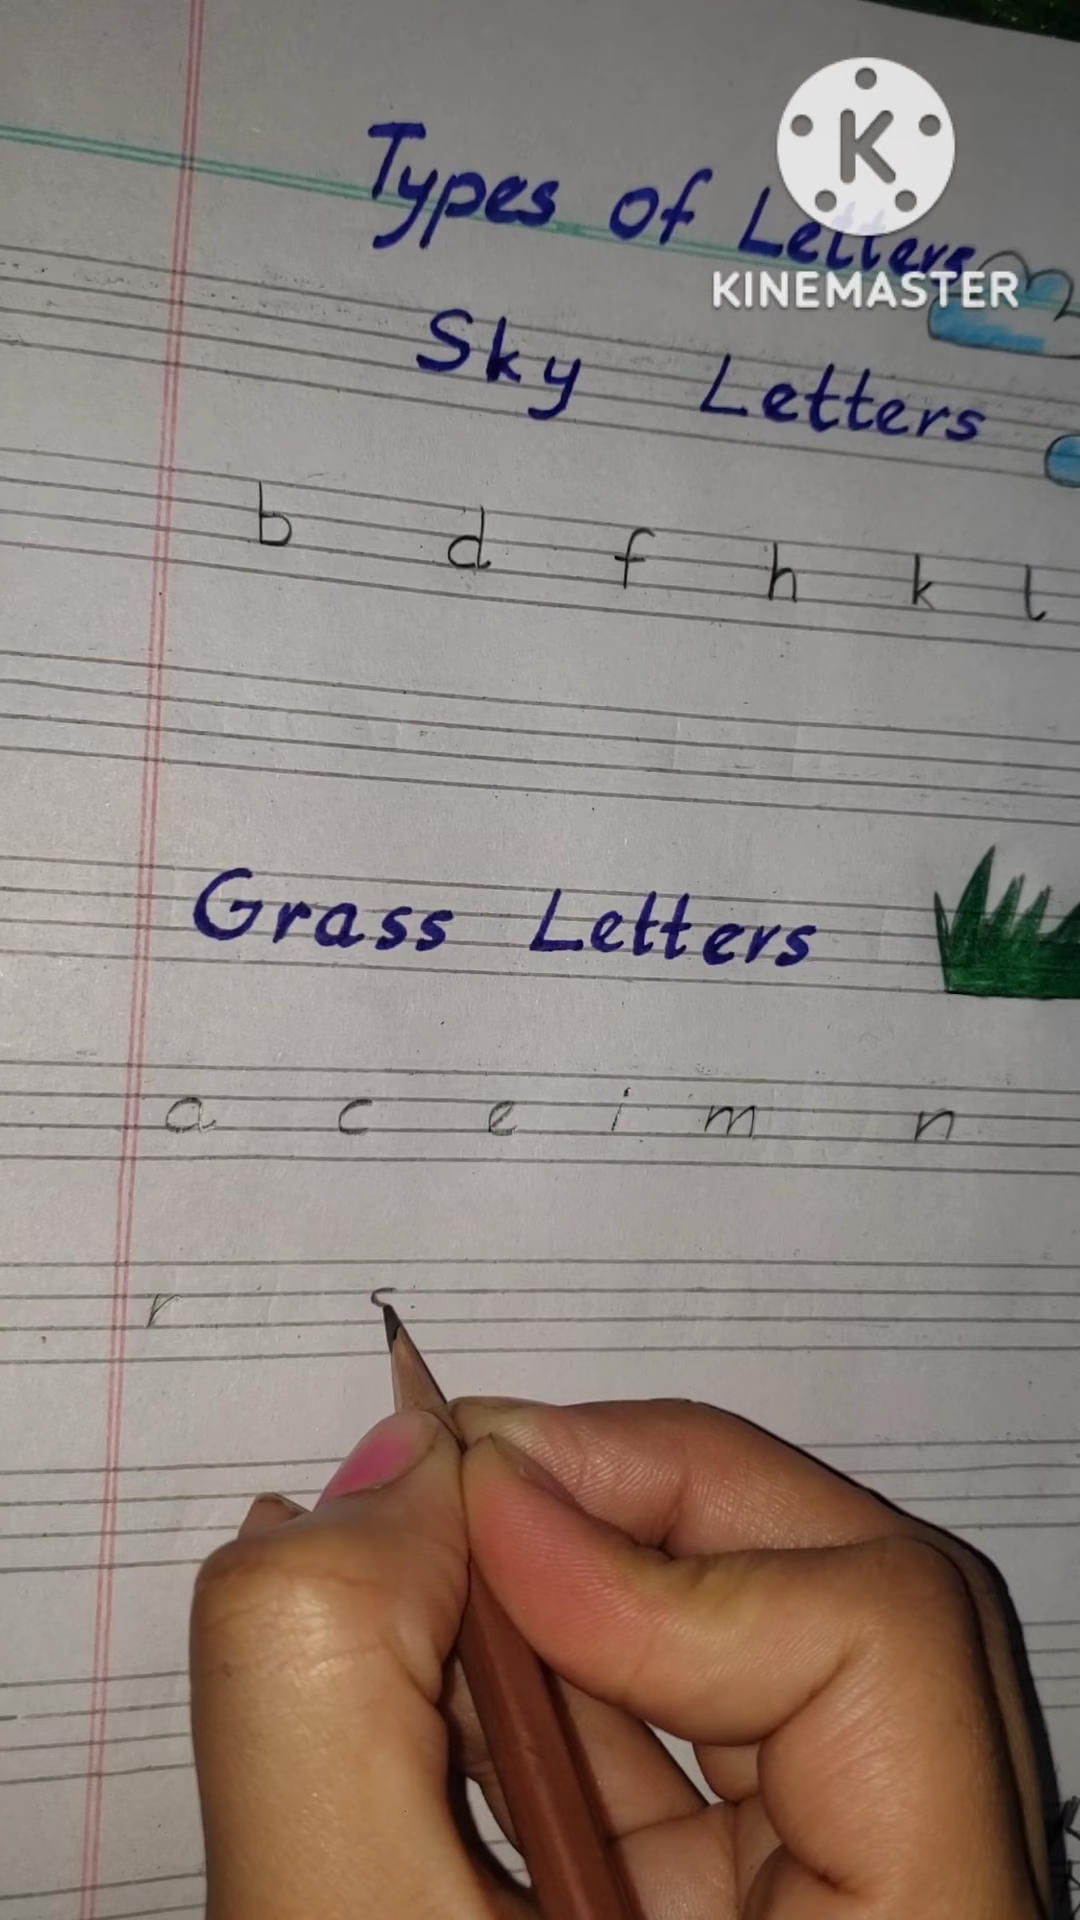 Types of Letters
K
KINEMASTER
Sky Letters
b d f h k l
Grass Letters
a c e i m n
r s